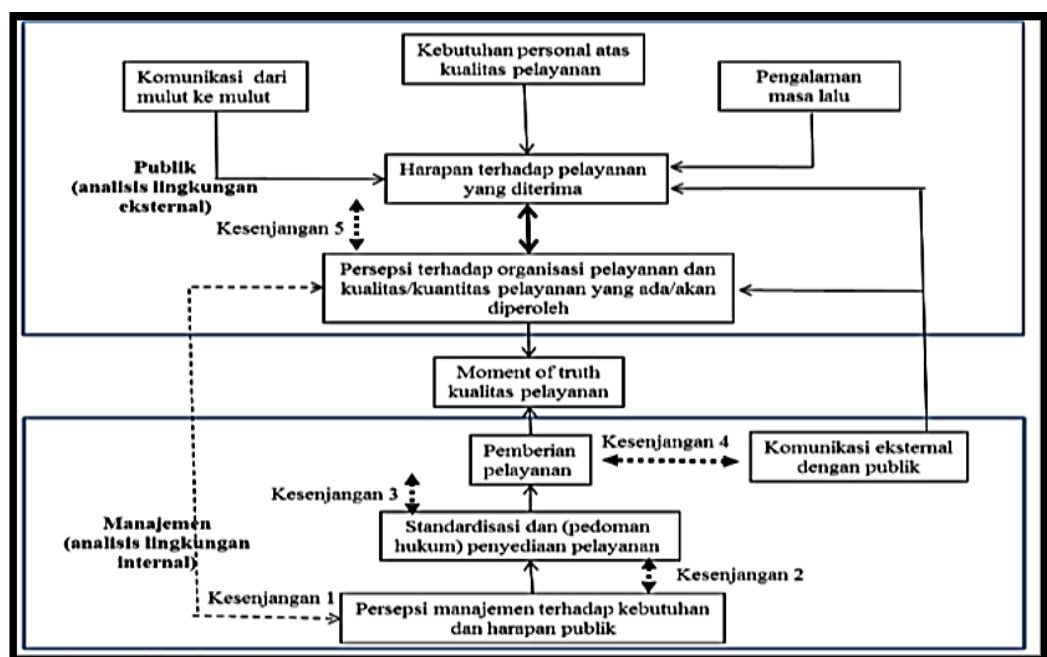 Kebutuhan personal atas
kualitas pelayanan
Komunikasi dari
mulut ke mulut
Pengalaman
masa lalu
Publik
(analisis lingkungan
eksternal)
Harapan terhadap pelayanan
yang diterima
Kesenjangan 5
Persepsi terhadap organisasi pelayanan dan
kualitas/kuantitas pelayanan yang ada/akan
diperoleh
Moment of truth
kualitas pelayanan
Pemberian
pelayanan
Kesenjangan 4
Komunikasi eksternal
dengan publik
Kesenjangan 3
Manajemen
(analisis lingkungan
internal)
Standardisasi dan (pedoman
hukum) penyediaan pelayanan
Kesenjangan 2
Kesenjangan 1
Persepsi manajemen terhadap kebutuhan
dan harapan publik